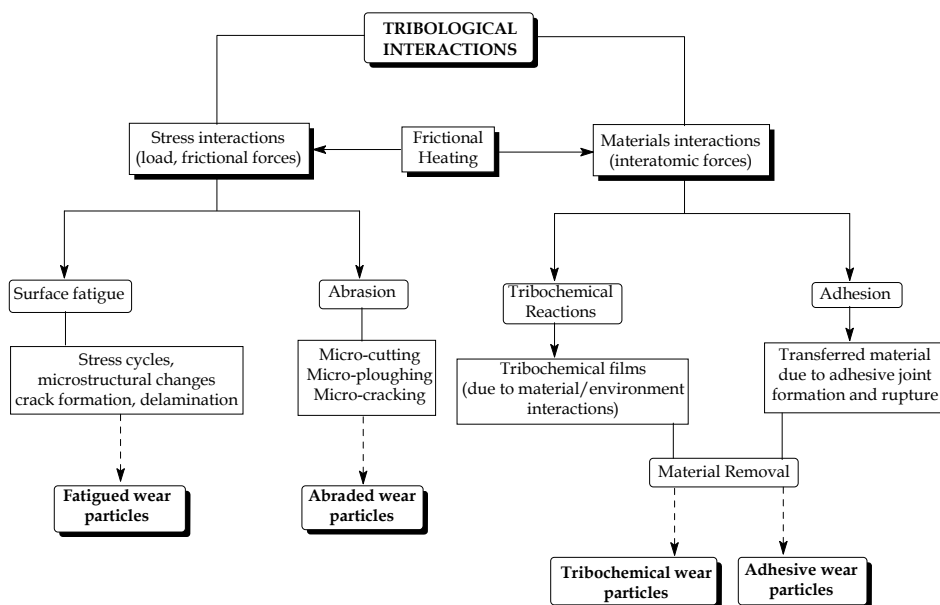 TRIBOLOGICAL
INTERACTIONS
Stress interactions
(load, frictional forces)
Frictional
Heating
Materials interactions
(interatomic forces)
Surface fatigue
Abrasion
Tribochemical
Reactions
Adhesion
Stress cycles,
microstructural changes
crack formation, delamination
Micro-cutting
Micro-ploughing
Micro-cracking
Tribochemical films
(due to material/environment
interactions)
Transferred material
due to adhesive joint
formation and rupture
Material Removal
Fatigued wear
particles
Abraded wear
particles
Tribochemical wear
particles
Adhesive wear
particles